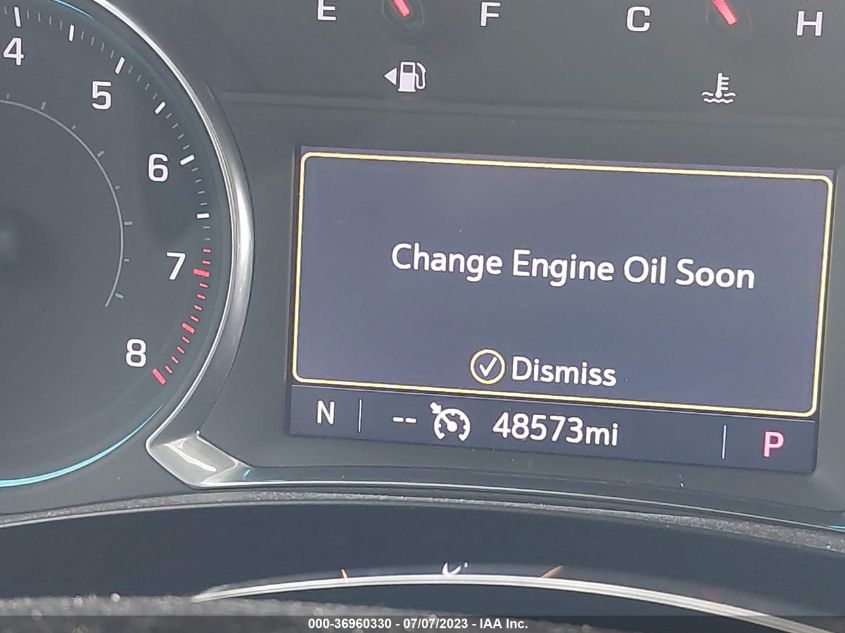 E F C H
4
5
6
7
8
Change Engine Oil Soon
Dismiss
N -- 48573mi P
000-36960330 - 07/07/2023 - IAA Inc.